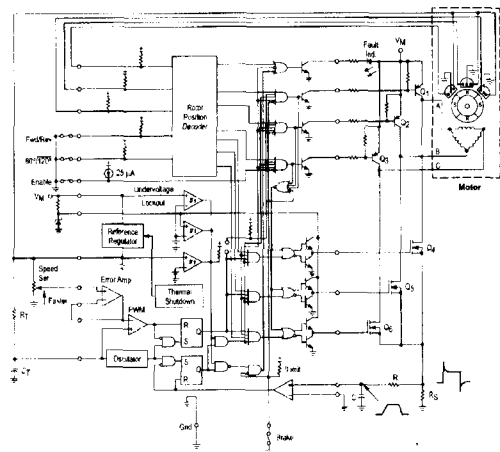 Fault
Ind.
VM
Q1
Q2
A
B
Q3
C
Motor
Rotor
Position
Decoder
Fwd/Rev
60°/120°
Enable
25 µA
VM
Undervoltage
Lockout
Reference
Regulator
Speed
Set
Error Amp
Faster
Thermal
Shutdown
RT
PWM
R
Q
S
Oscillator
S
Q
R
CT
Q4
Q5
Q6
I Limit
R
C
RS
Gnd
Brake